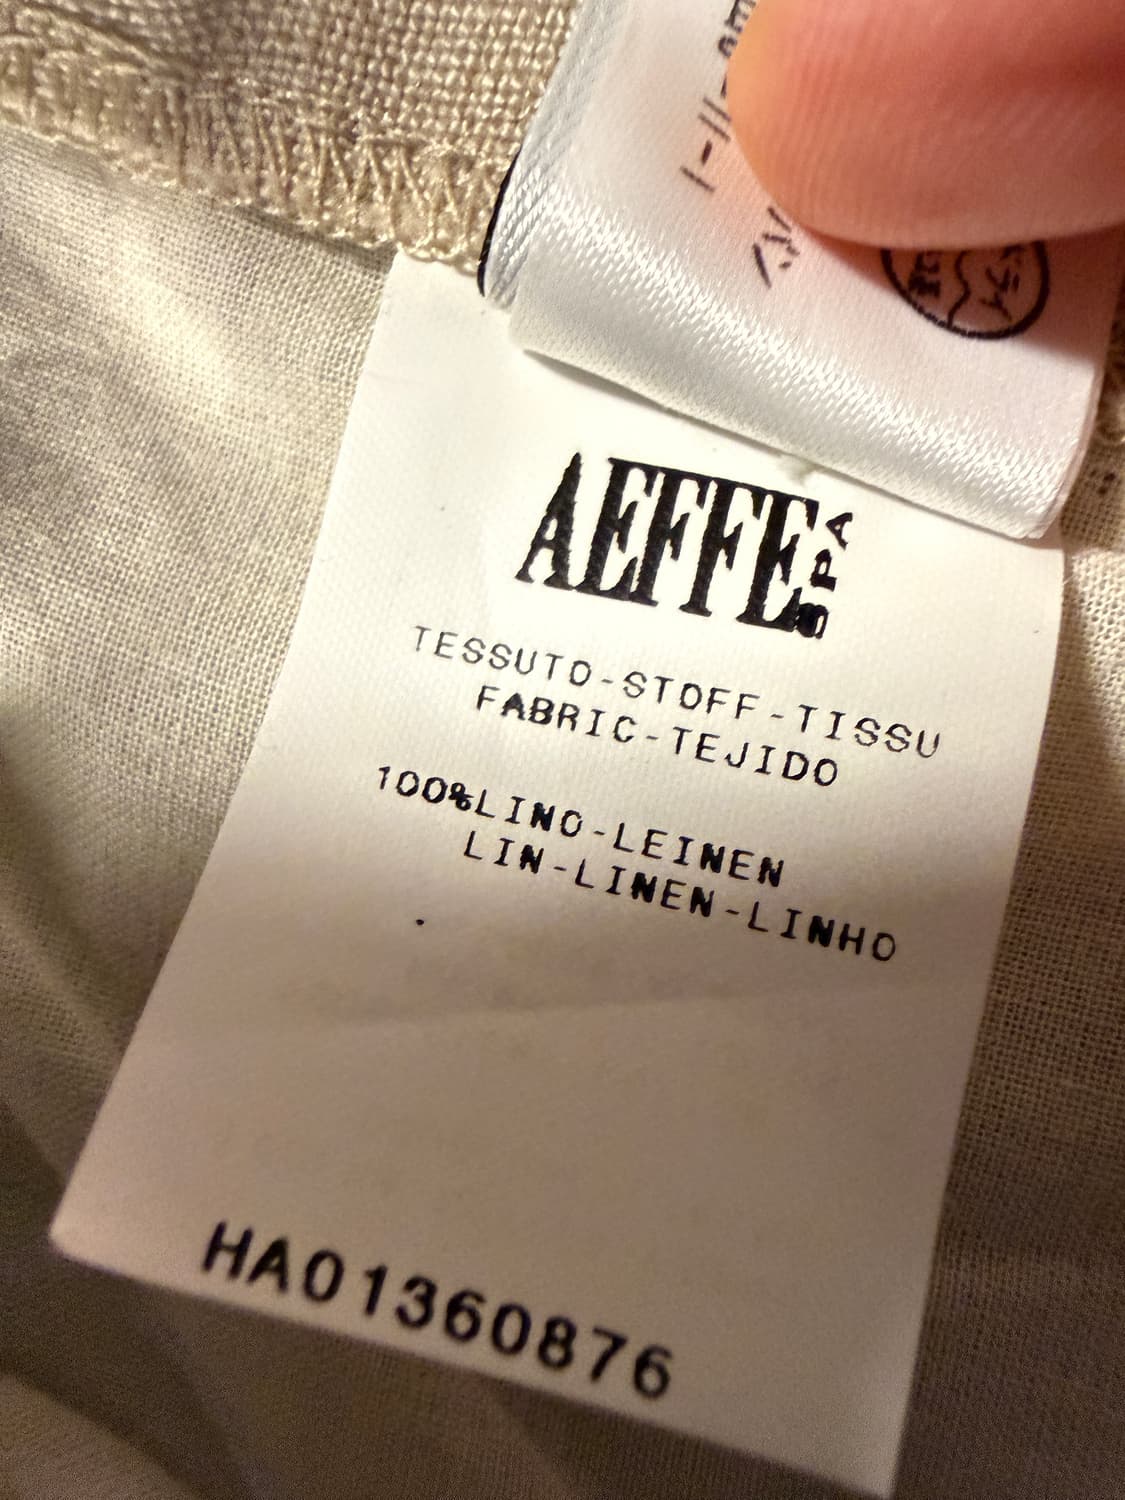 AEFFE SPA
TESSUTO-STOFF-TISSU
FABRIC-TEJIDO
100%LINO-LEINEN
LIN-LINEN-LINHO
HA01360876